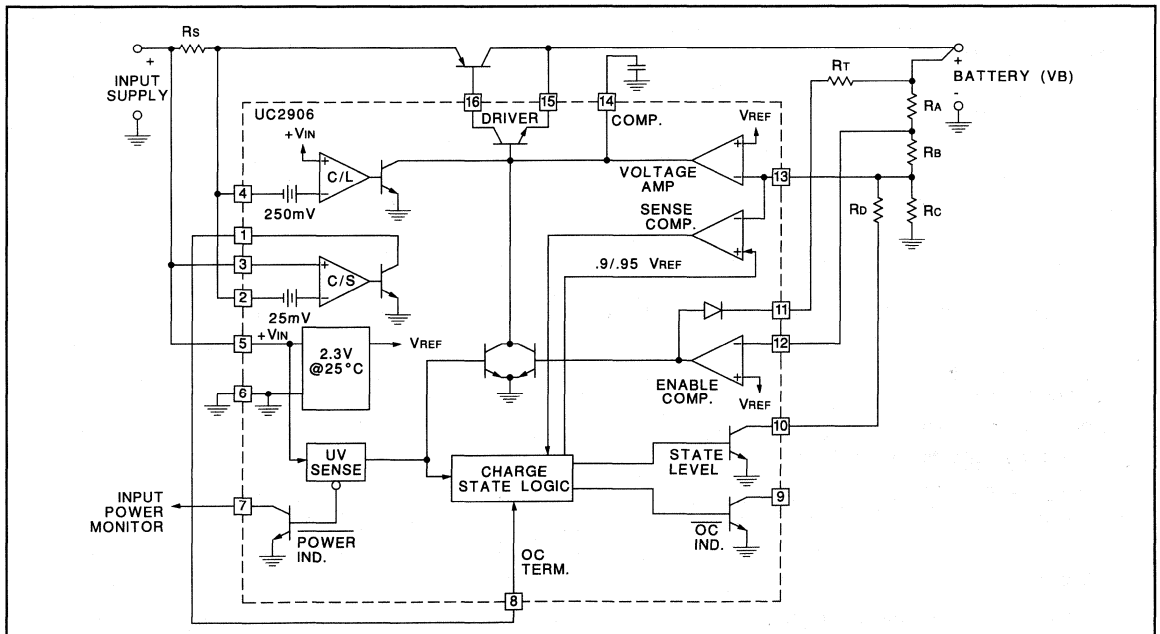 RS
+
INPUT
SUPPLY
RT
+
BATTERY (VB)
-
RA
16
15
14
UC2906
DRIVER
COMP.
+VIN
VREF
RB
+
C/L
-
+
-
VOLTAGE
AMP
13
4
250mV
SENSE
COMP.
RD
RC
1
-
+
3
+
C/S
-
.9/.95 VREF
2
25mV
11
5
+VIN
2.3V
@25°C
VREF
-
12
+
ENABLE
COMP.
VREF
6
10
UV
SENSE
CHARGE
STATE LOGIC
STATE
LEVEL
9
INPUT
POWER
MONITOR
7
POWER
IND.
OC
TERM.
OC
IND.
8